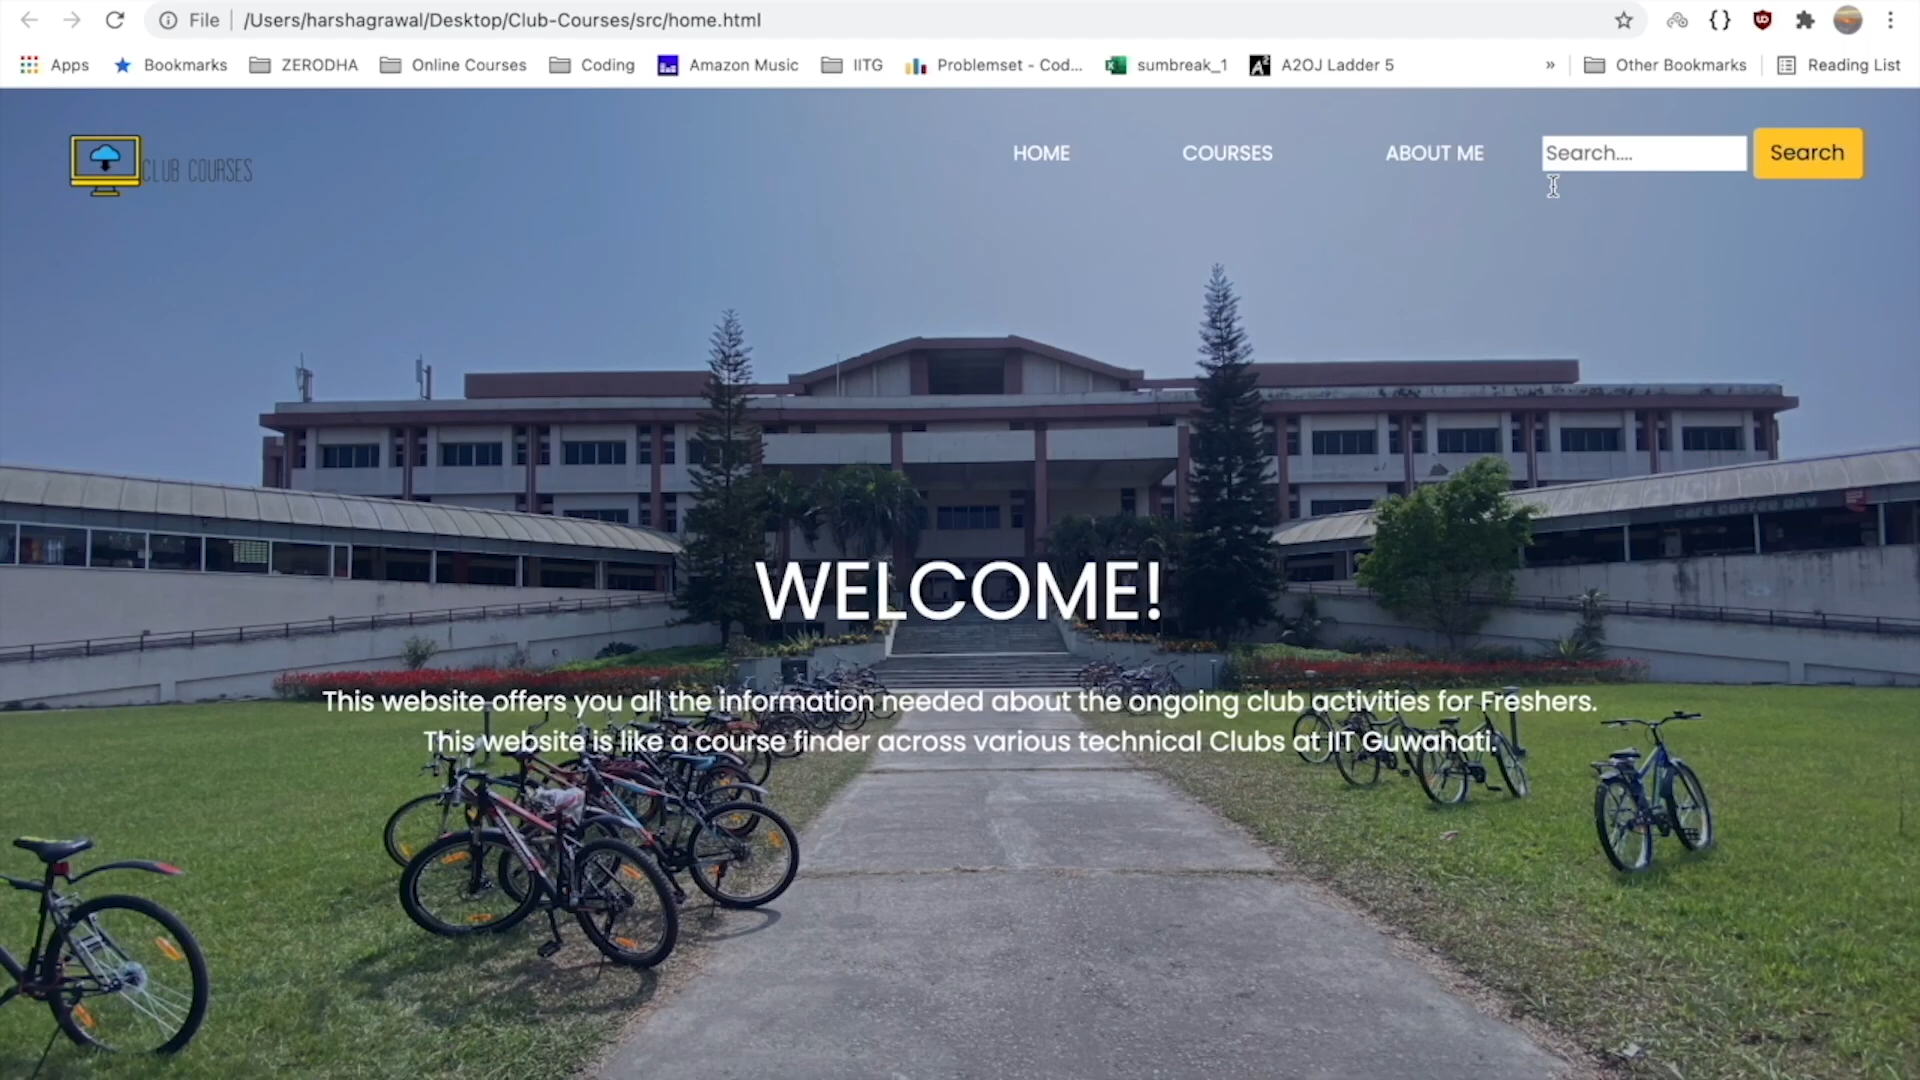 File /Users/harshagrawal/Desktop/Club-Courses/src/home.html
Apps Bookmarks ZERODHA Online Courses Coding Amazon Music IITG Problemset - Cod... sumbreak_1 A2OJ Ladder 5 » Other Bookmarks Reading List
CLUB COURSES
HOME COURSES ABOUT ME Search.... Search
cafe coffee day
WELCOME!
This website offers you all the information needed about the ongoing club activities for Freshers.
This website is like a course finder across various technical Clubs at IIT Guwahati.